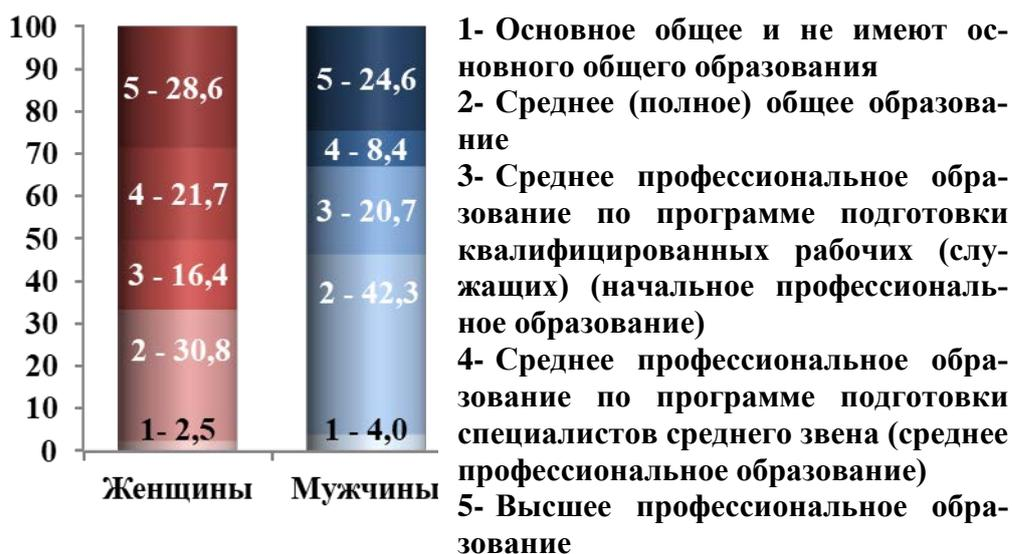 100
90
80
70
60
50
40
30
20
10
0
5 - 28,6
4 - 21,7
3 - 16,4
2 - 30,8
1- 2,5
5 - 24,6
4 - 8,4
3 - 20,7
2 - 42,3
1 - 4,0
Женщины
Мужчины
1- Основное общее и не имеют ос-
новного общего образования
2- Среднее (полное) общее образова-
ние
3- Среднее профессиональное обра-
зование по программе подготовки
квалифицированных рабочих (слу-
жащих) (начальное профессиональ-
ное образование)
4- Среднее профессиональное обра-
зование по программе подготовки
специалистов среднего звена (среднее
профессиональное образование)
5- Высшее профессиональное обра-
зование